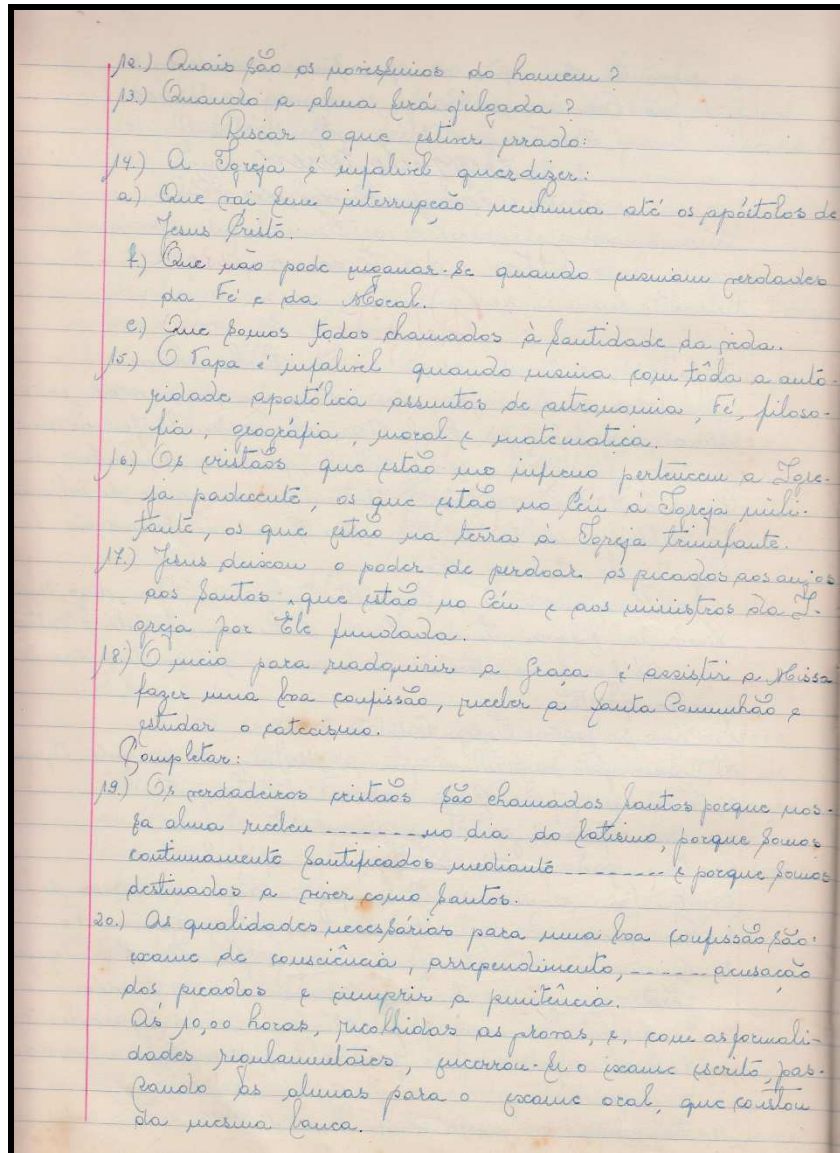 12.) Quais são os novíssimos do homem?
13.) Quando a alma será julgada?
Riscar o que estiver errado:
14.) A Igreja é infalivel quer dizer:
a) Que vai sem interrupção nenhuma até os apóstolos de
Jesus Cristo.
b) Que não pode enganar-se quando ensinam verdades
da Fé e da Moral.
c.) Que somos todos chamados à santidade da vida.
15.) O Papa é infalivel quando ensina com tôda a auto-
ridade apostólica assuntos de astronomia, Fé, filoso-
fia, geográfia, moral e matematica.
16.) Os cristãos que estão no inferno pertencem a Igre-
ja padecente, os que estão no Céu à Igreja mili-
tante, os que estão na terra à Igreja triunfante.
17.) Jesus deixou o poder de perdoar os pecados aos anjos
aos Santos, que estão no Céu e aos ministros da I-
greja por Êle fundada.
18.) O meio para readquirir a Graça é assistir a Missa
fazer uma boa confissão, receber a Santa Comunhão e
estudar o catecismo.
Completar:
19.) Os verdadeiros cristãos são chamados santos porque nos-
sa alma recebeu ------- no dia do batismo, porque somos
continuamente santificados mediante -------- e porque somos
destinados a viver como santos.
20.) As qualidades necessárias para uma boa confissão são:
exame de consciência, arrependimento, ------ acusação
dos pecados e cumprir a penitência.
Ás 10,00 horas, recolhidas as provas, e, com as formali-
dades regulamentares, encerrou-se o exame escrito, pas-
sando as alunas para o exame oral, que constou
da mesma banca.